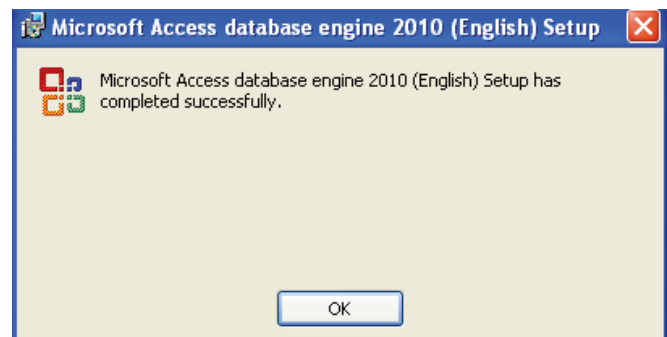 Microsoft Access database engine 2010 (English) Setup
Microsoft Access database engine 2010 (English) Setup has
completed successfully.
OK